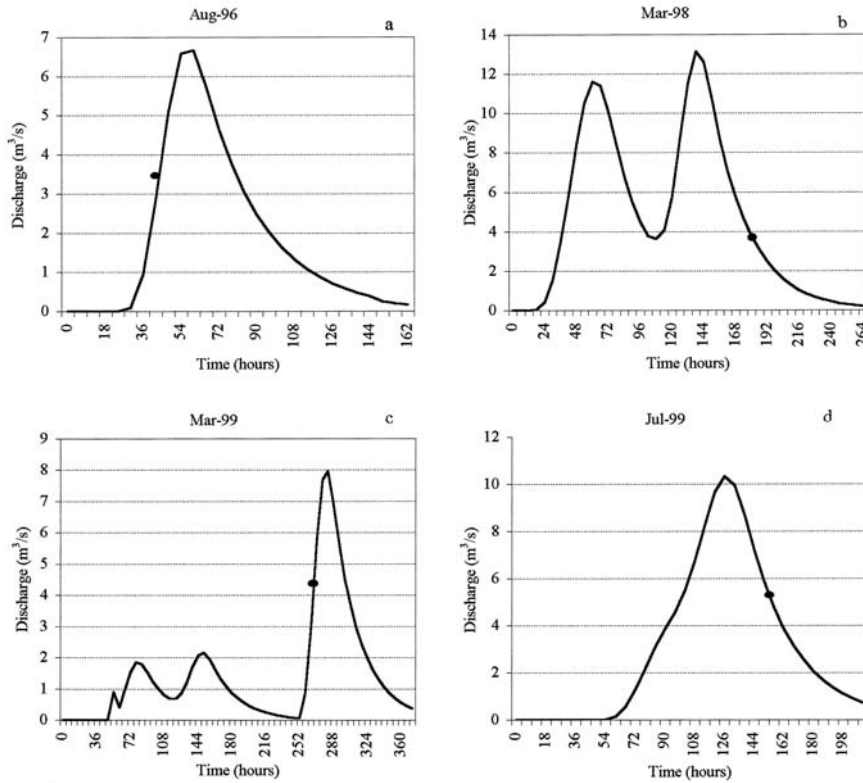 Aug-96
a
7
6
5
4
3
2
1
0
Discharge (m³/s)
0 18 36 54 72 90 108 126 144 162
Time (hours)
Mar-98
b
14
12
10
8
6
4
2
0
Discharge (m³/s)
0 24 48 72 96 120 144 168 192 216 240 264
Time (hours)
Mar-99
c
9
8
7
6
5
4
3
2
1
0
Discharge (m³/s)
0 36 72 108 144 180 216 252 288 324 360
Time (hours)
Jul-99
d
12
10
8
6
4
2
0
Discharge (m³/s)
0 18 36 54 72 90 108 126 144 162 180 198
Time (hours)